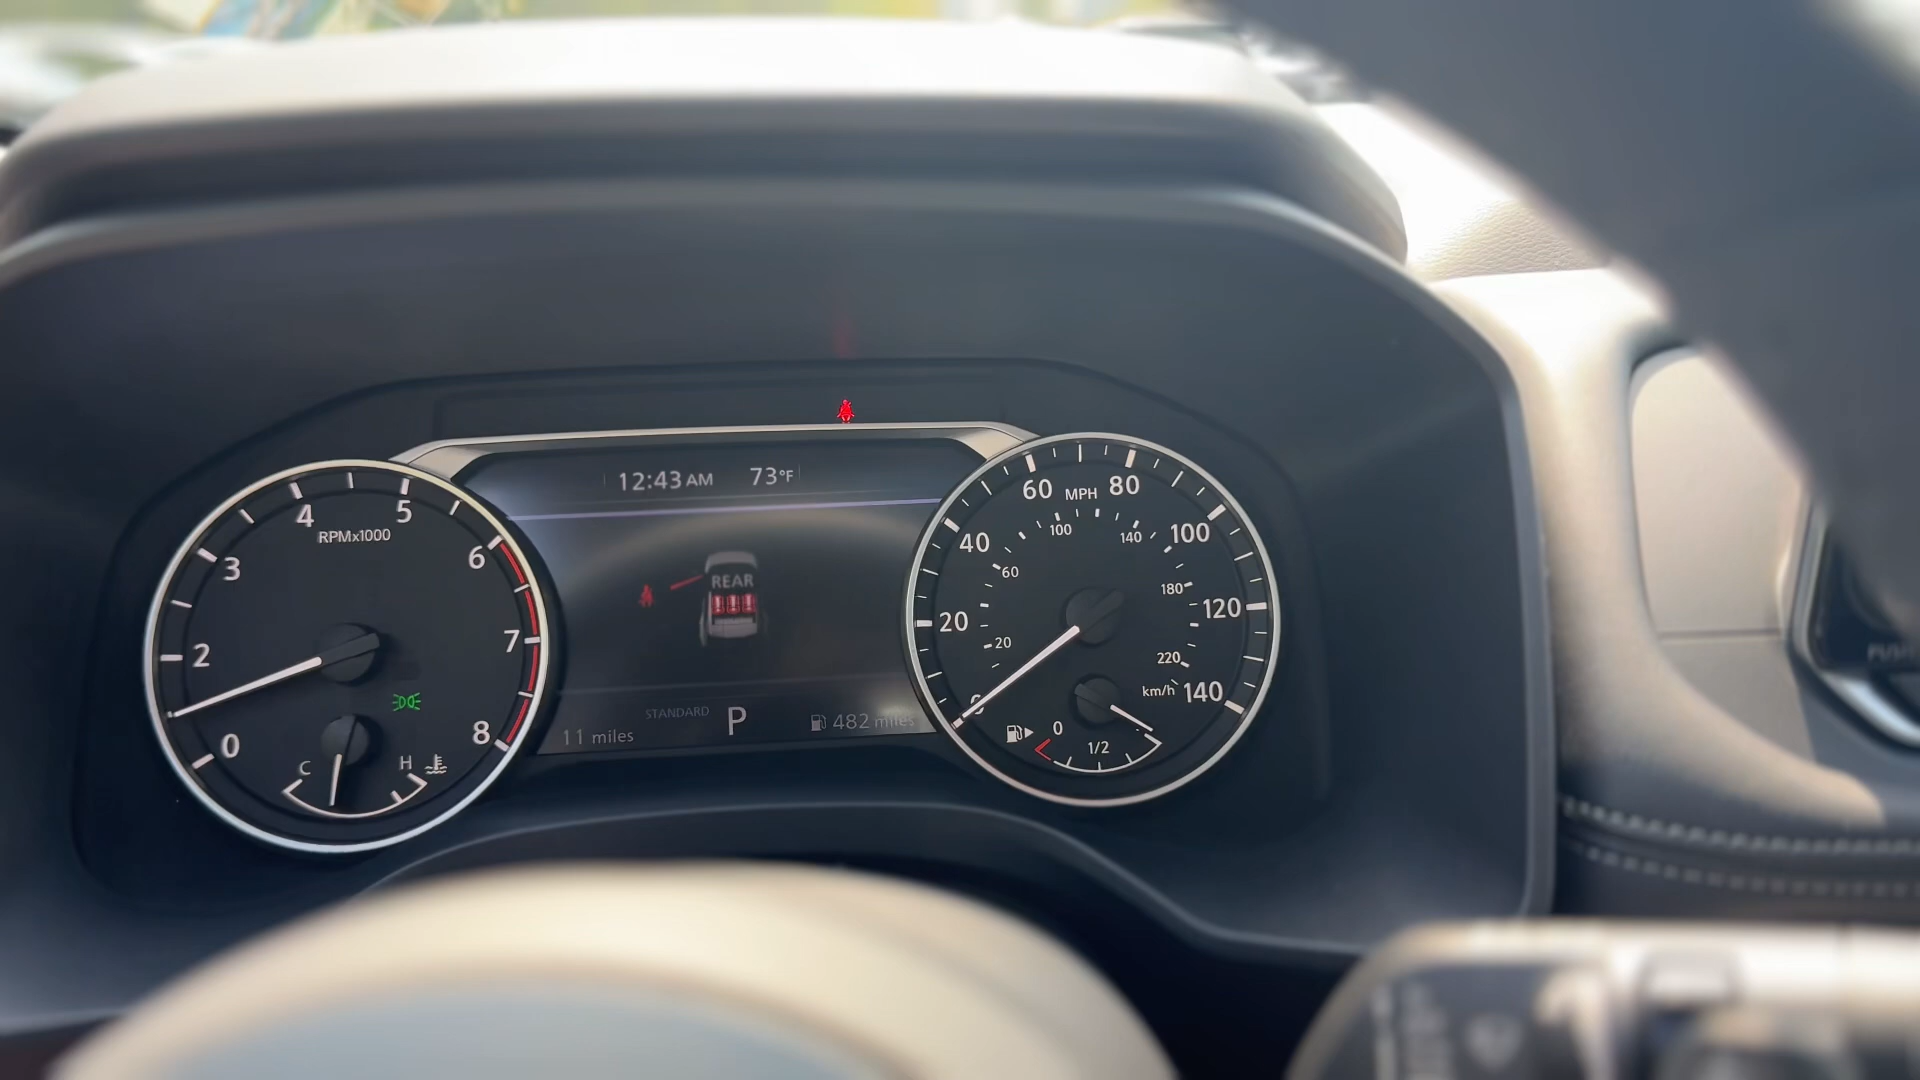 12:43 AM 73°F
4 5
RPMx1000
3 6
2 7
0 8
C H
REAR
STANDARD P
11 miles 482 miles
60 MPH 80
40 100
20 120
140
100 140
60 180
20 220
km/h
0 1/2